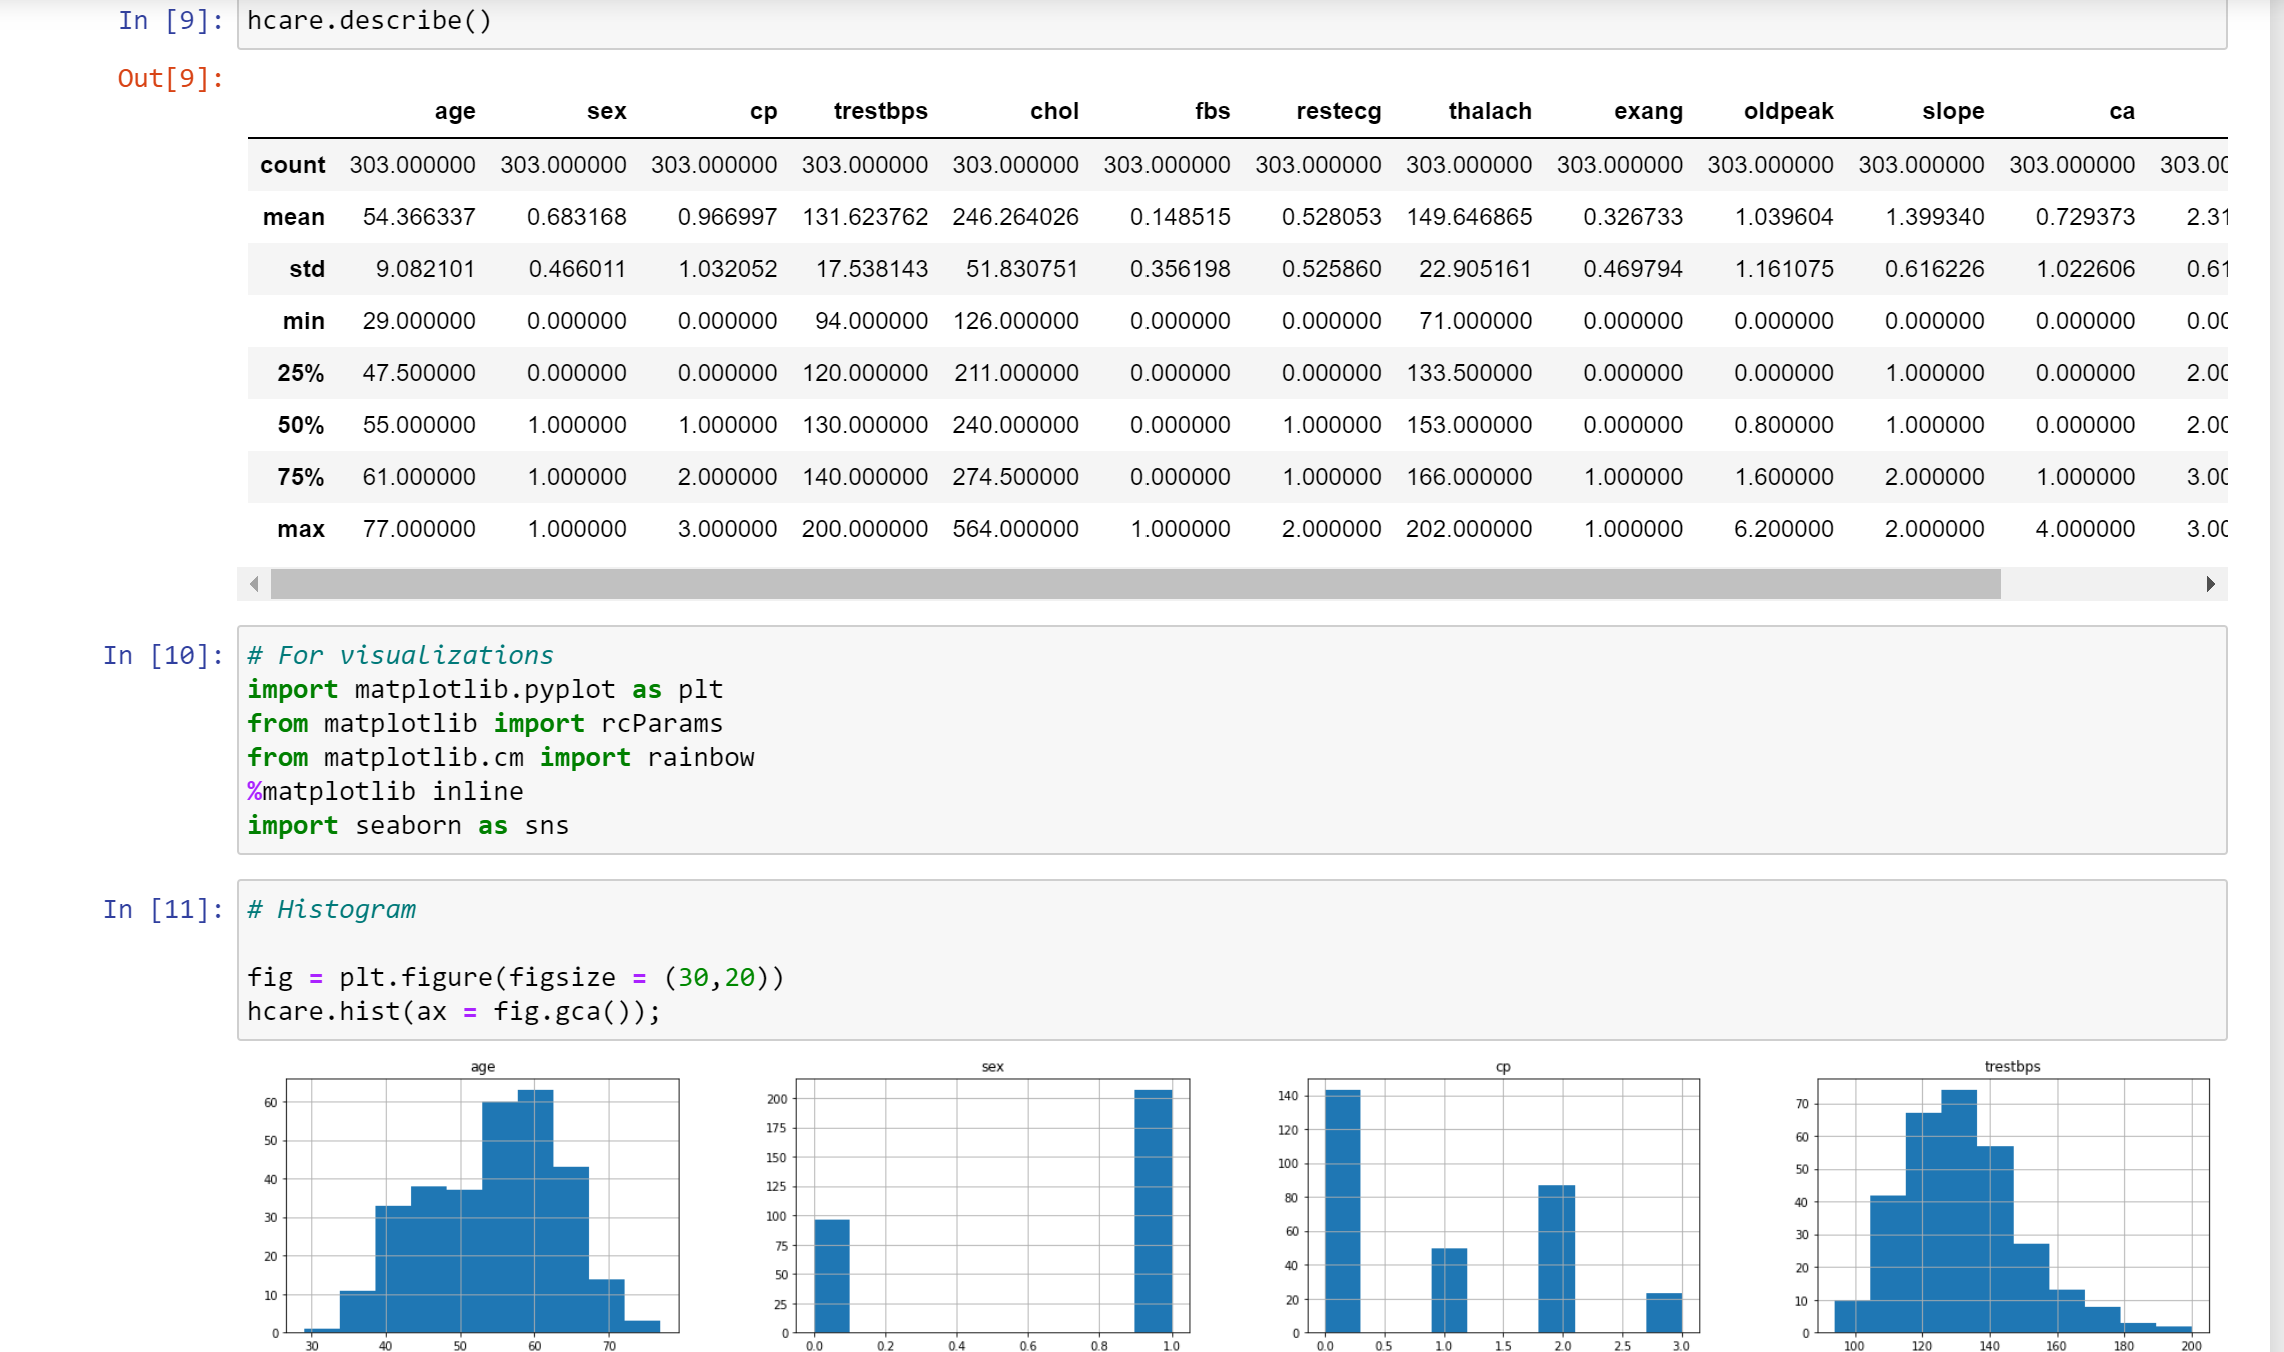 In [9]: hcare.describe()
Out[9]:
age sex cp trestbps chol fbs restecg thalach exang oldpeak slope ca
count 303.000000 303.000000 303.000000 303.000000 303.000000 303.000000 303.000000 303.000000 303.000000 303.000000 303.000000 303.000000 303.00
mean 54.366337 0.683168 0.966997 131.623762 246.264026 0.148515 0.528053 149.646865 0.326733 1.039604 1.399340 0.729373 2.31
std 9.082101 0.466011 1.032052 17.538143 51.830751 0.356198 0.525860 22.905161 0.469794 1.161075 0.616226 1.022606 0.61
min 29.000000 0.000000 0.000000 94.000000 126.000000 0.000000 0.000000 71.000000 0.000000 0.000000 0.000000 0.000000 0.00
25% 47.500000 0.000000 0.000000 120.000000 211.000000 0.000000 0.000000 133.500000 0.000000 0.000000 1.000000 0.000000 2.00
50% 55.000000 1.000000 1.000000 130.000000 240.000000 0.000000 1.000000 153.000000 0.000000 0.800000 1.000000 0.000000 2.00
75% 61.000000 1.000000 2.000000 140.000000 274.500000 0.000000 1.000000 166.000000 1.000000 1.600000 2.000000 1.000000 3.00
max 77.000000 1.000000 3.000000 200.000000 564.000000 1.000000 2.000000 202.000000 1.000000 6.200000 2.000000 4.000000 3.00
In [10]: # For visualizations
import matplotlib.pyplot as plt
from matplotlib import rcParams
from matplotlib.cm import rainbow
%matplotlib inline
import seaborn as sns
In [11]: # Histogram
fig = plt.figure(figsize = (30,20))
hcare.hist(ax = fig.gca());
age
60
50
40
30
20
10
0
30 40 50 60 70
sex
200
175
150
125
100
75
50
25
0
0.0 0.2 0.4 0.6 0.8 1.0
cp
140
120
100
80
60
40
20
0
0.0 0.5 1.0 1.5 2.0 2.5 3.0
trestbps
70
60
50
40
30
20
10
0
100 120 140 160 180 200